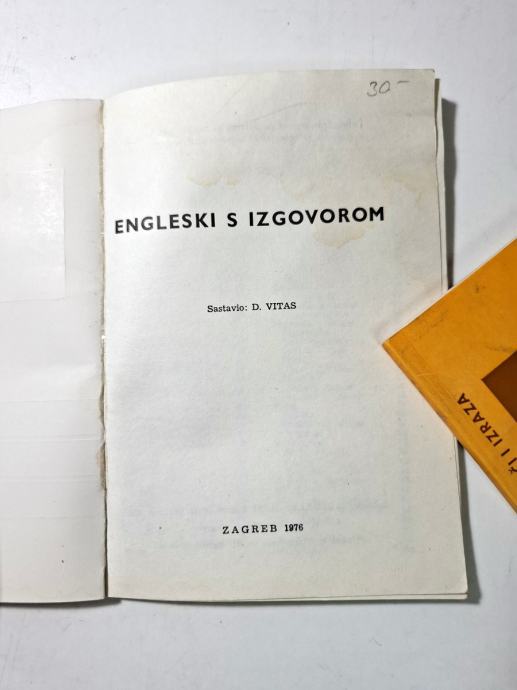 30-
ENGLESKI S IZGOVOROM
Sastavio: D. VITAS
ZAGREB 1976
I IZRAZA